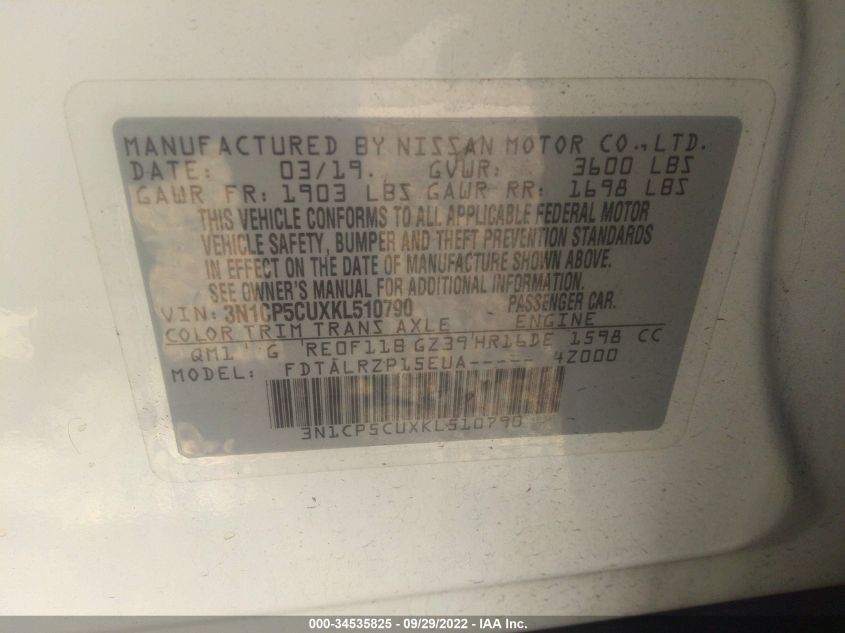 MANUFACTURED BY NISSAN MOTOR CO., LTD.
DATE: 03/19. GVWR: 3600 LBS
GAWR FR: 1903 LBS GAWR RR: 1698 LBS
THIS VEHICLE CONFORMS TO ALL APPLICABLE FEDERAL MOTOR
VEHICLE SAFETY, BUMPER AND THEFT PREVENTION STANDARDS
IN EFFECT ON THE DATE OF MANUFACTURE SHOWN ABOVE.
SEE OWNER'S MANUAL FOR ADDITIONAL INFORMATION.
VIN: 3N1CP5CUXKL510790 PASSENGER CAR.
COLOR TRIM TRANS AXLE ENGINE
QM1 G RE0F11B GZ39 HR16DE 1598 CC
MODEL: FDTALRZP15EUA----- 4Z000
3N1CP5CUXKL510790
000-34535825 - 09/29/2022 - IAA, Inc.